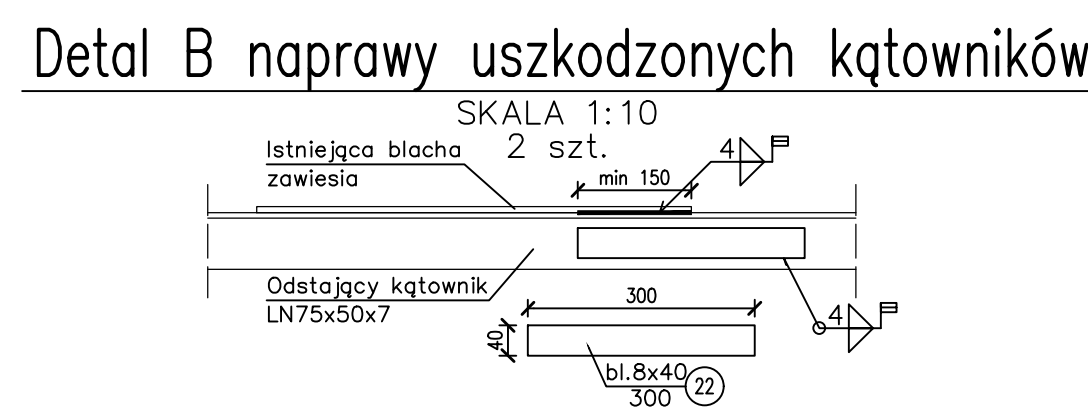 Detal B naprawy uszkodzonych kątowników
SKALA 1:10
2 szt.
Istniejąca blacha
zawiesia
min 150
4
Odstający kątownik
LN75x50x7
300
4
40
bl.8x40
300
22